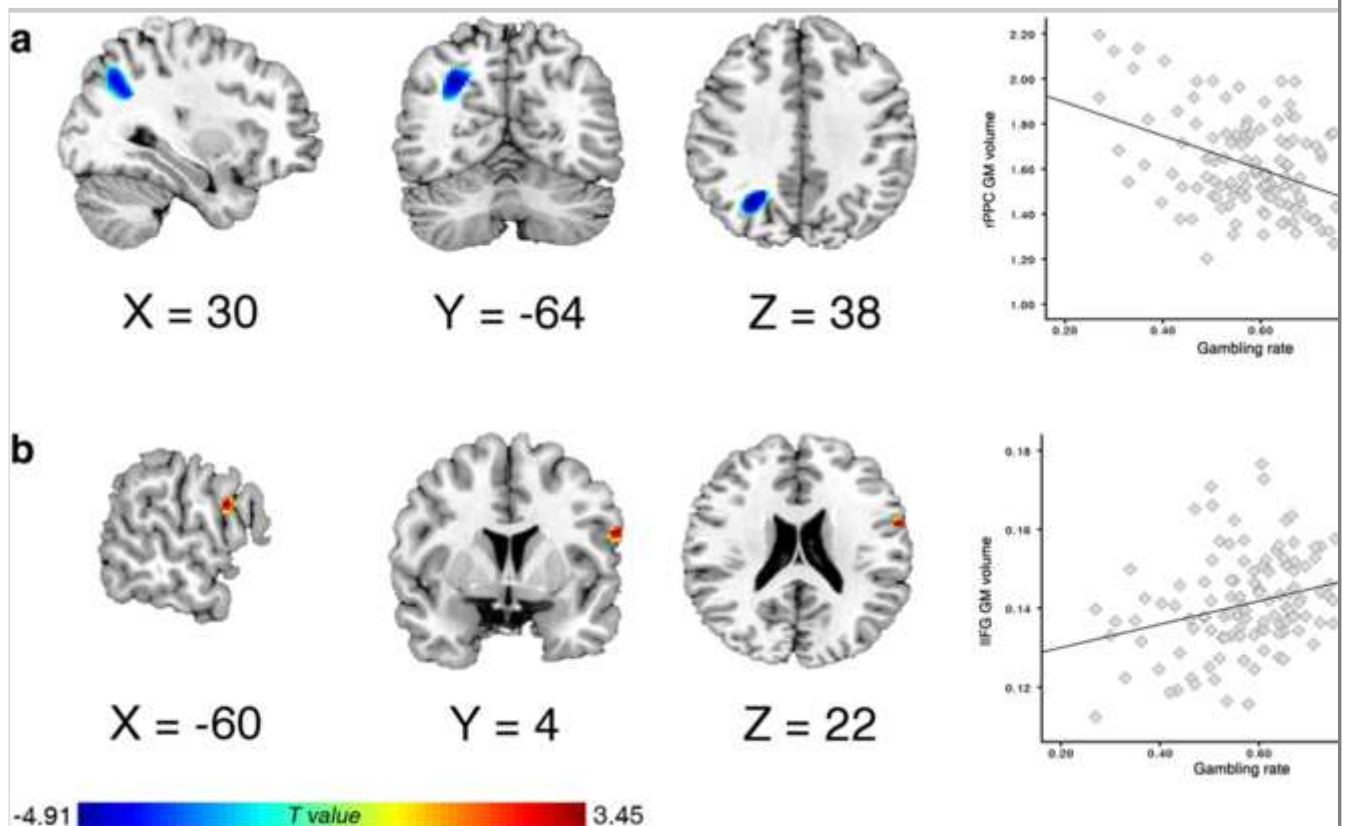 a
X = 30
Y = -64
Z = 38
2.20
2.00
1.80
1.60
1.40
1.20
1.00
rPPC GM volume
0.20
0.40
0.60
Gambling rate
b
X = -60
Y = 4
Z = 22
0.18
0.16
0.14
0.12
lIFG GM volume
0.20
0.40
0.60
Gambling rate
-4.91
T value
3.45